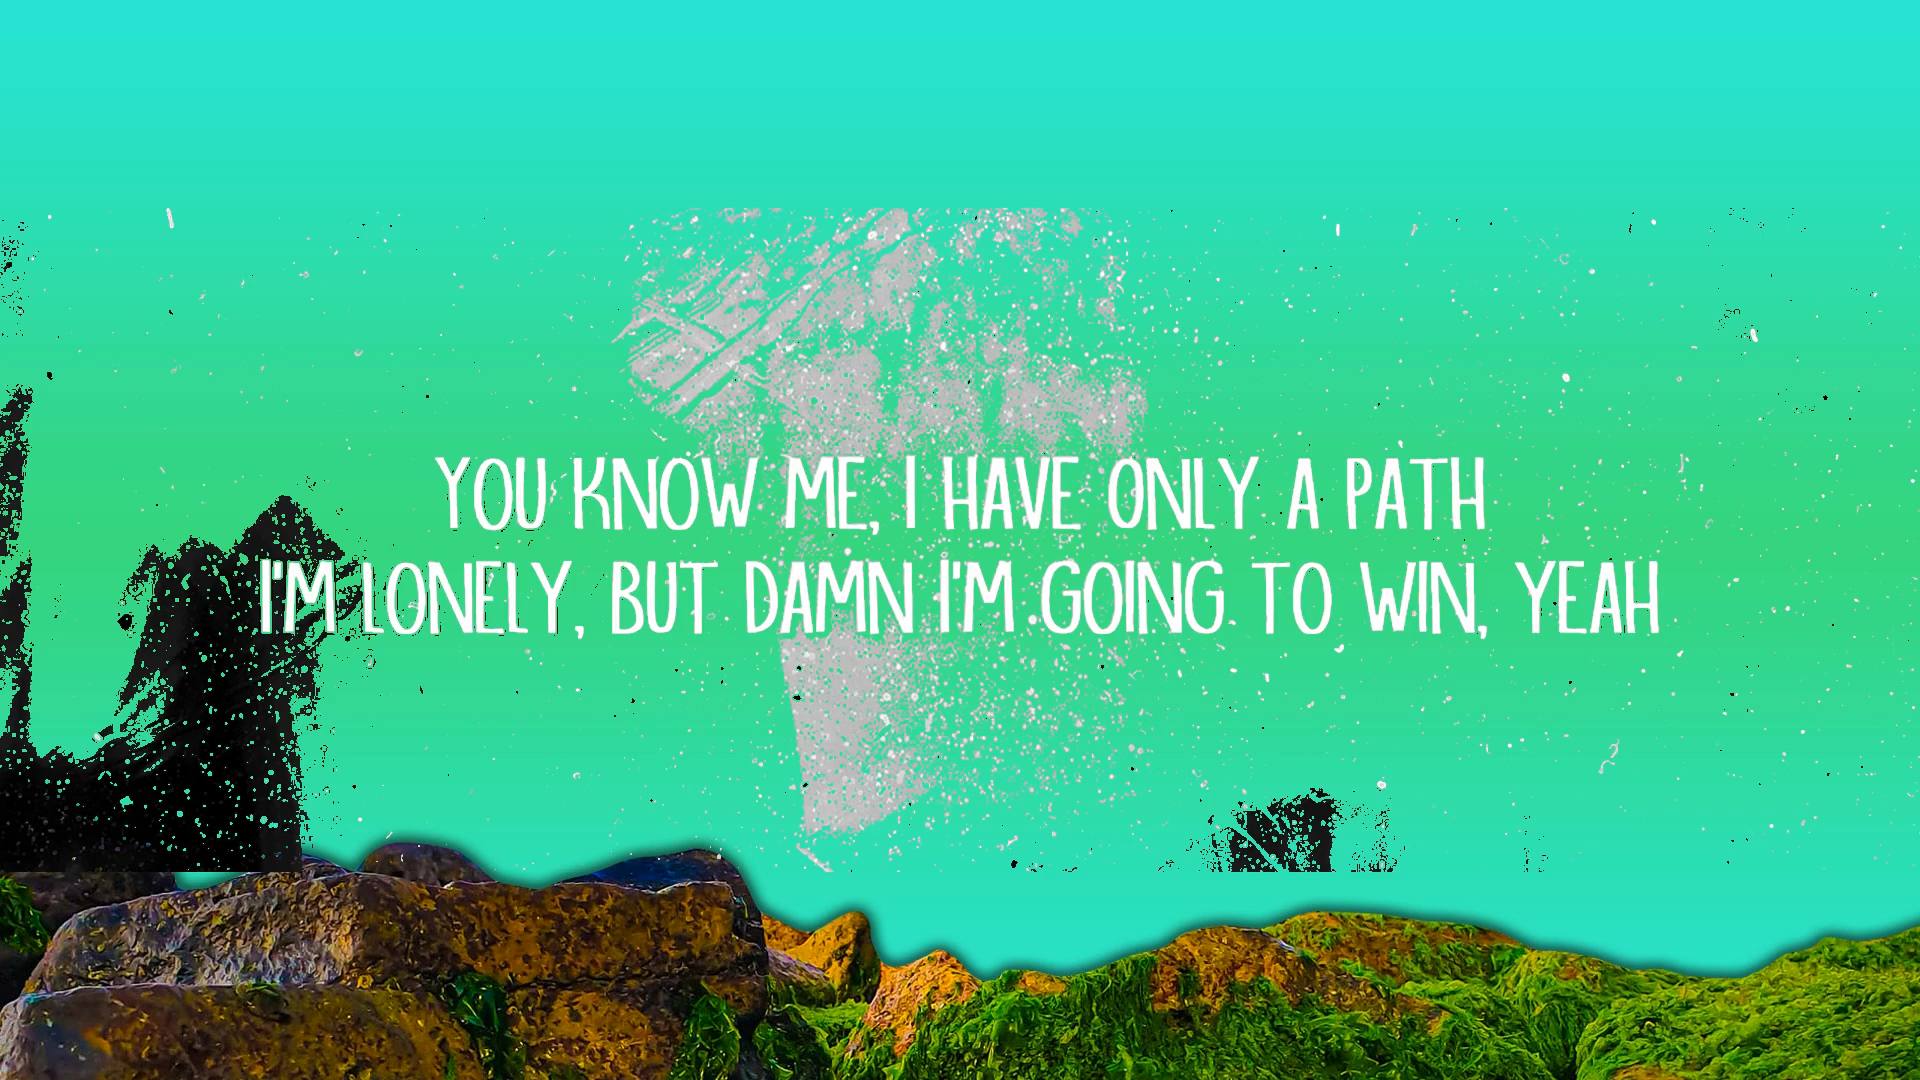 YOU KNOW ME, I HAVE ONLY A PATH
I'M LONELY, BUT DAMN I'M GOING TO WIN, YEAH